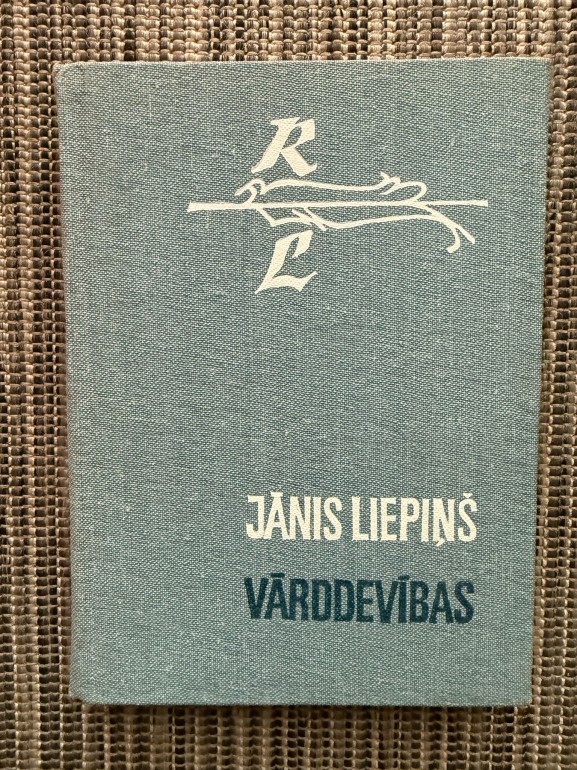 R
L
JĀNIS LIEPIŅŠ
VĀRDDEVĪBAS